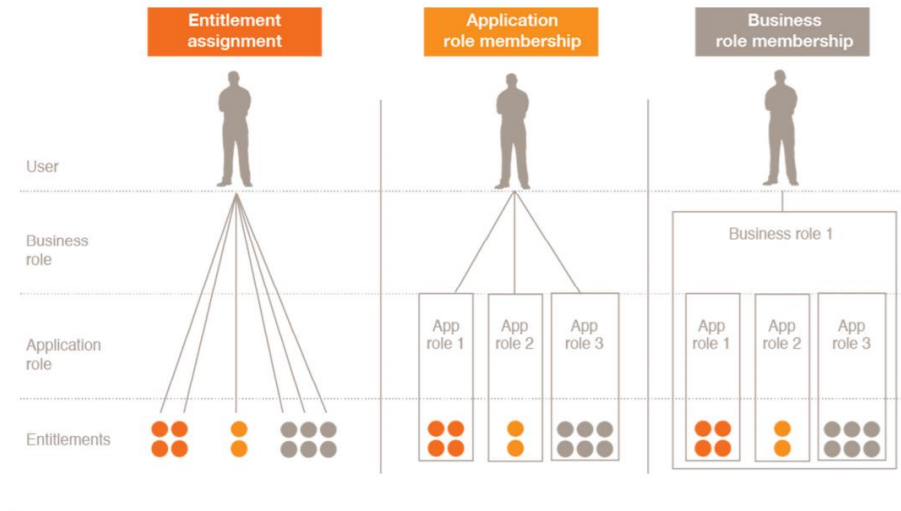 Entitlement
assignment
Application
role membership
Business
role membership
User
Business
role
Business role 1
Application
role
App
role 1
App
role 2
App
role 3
App
role 1
App
role 2
App
role 3
Entitlements